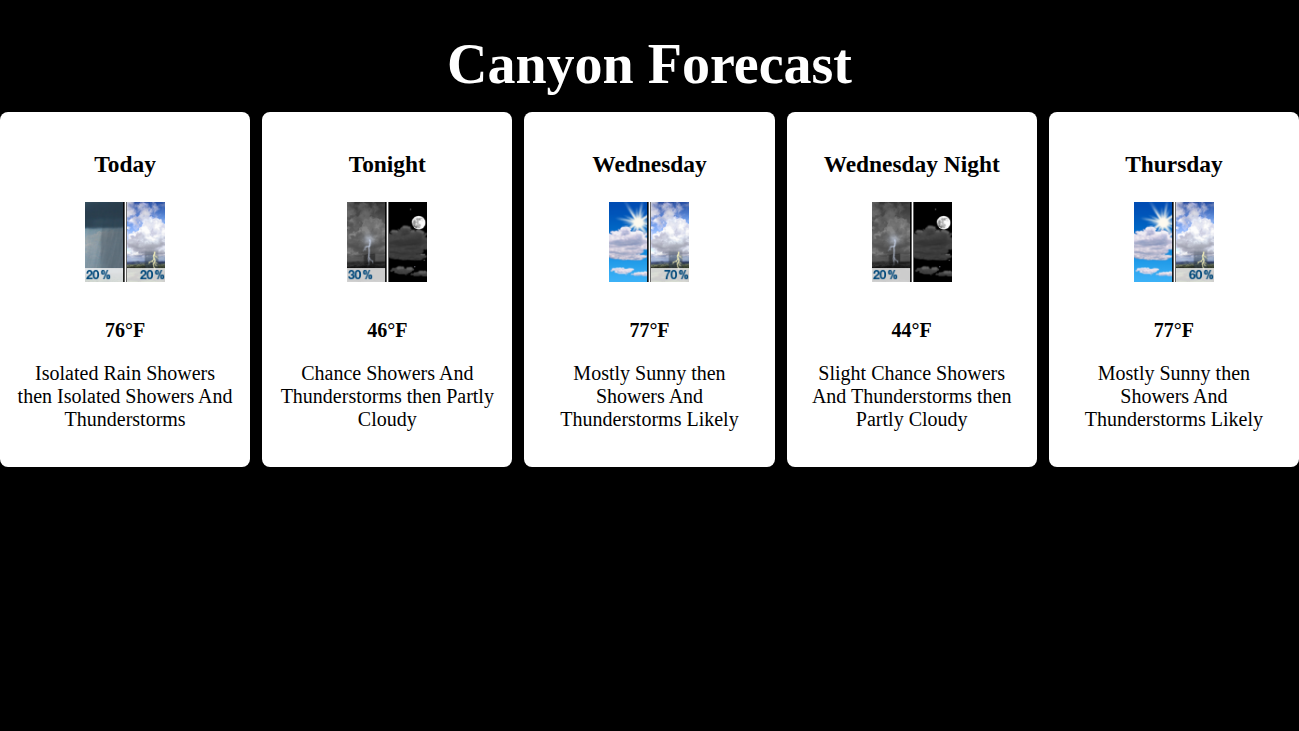 Canyon Forecast
Today
20% 20%
76°F
Isolated Rain Showers
then Isolated Showers And
Thunderstorms
Tonight
30%
46°F
Chance Showers And
Thunderstorms then Partly
Cloudy
Wednesday
70%
77°F
Mostly Sunny then
Showers And
Thunderstorms Likely
Wednesday Night
20%
44°F
Slight Chance Showers
And Thunderstorms then
Partly Cloudy
Thursday
60%
77°F
Mostly Sunny then
Showers And
Thunderstorms Likely